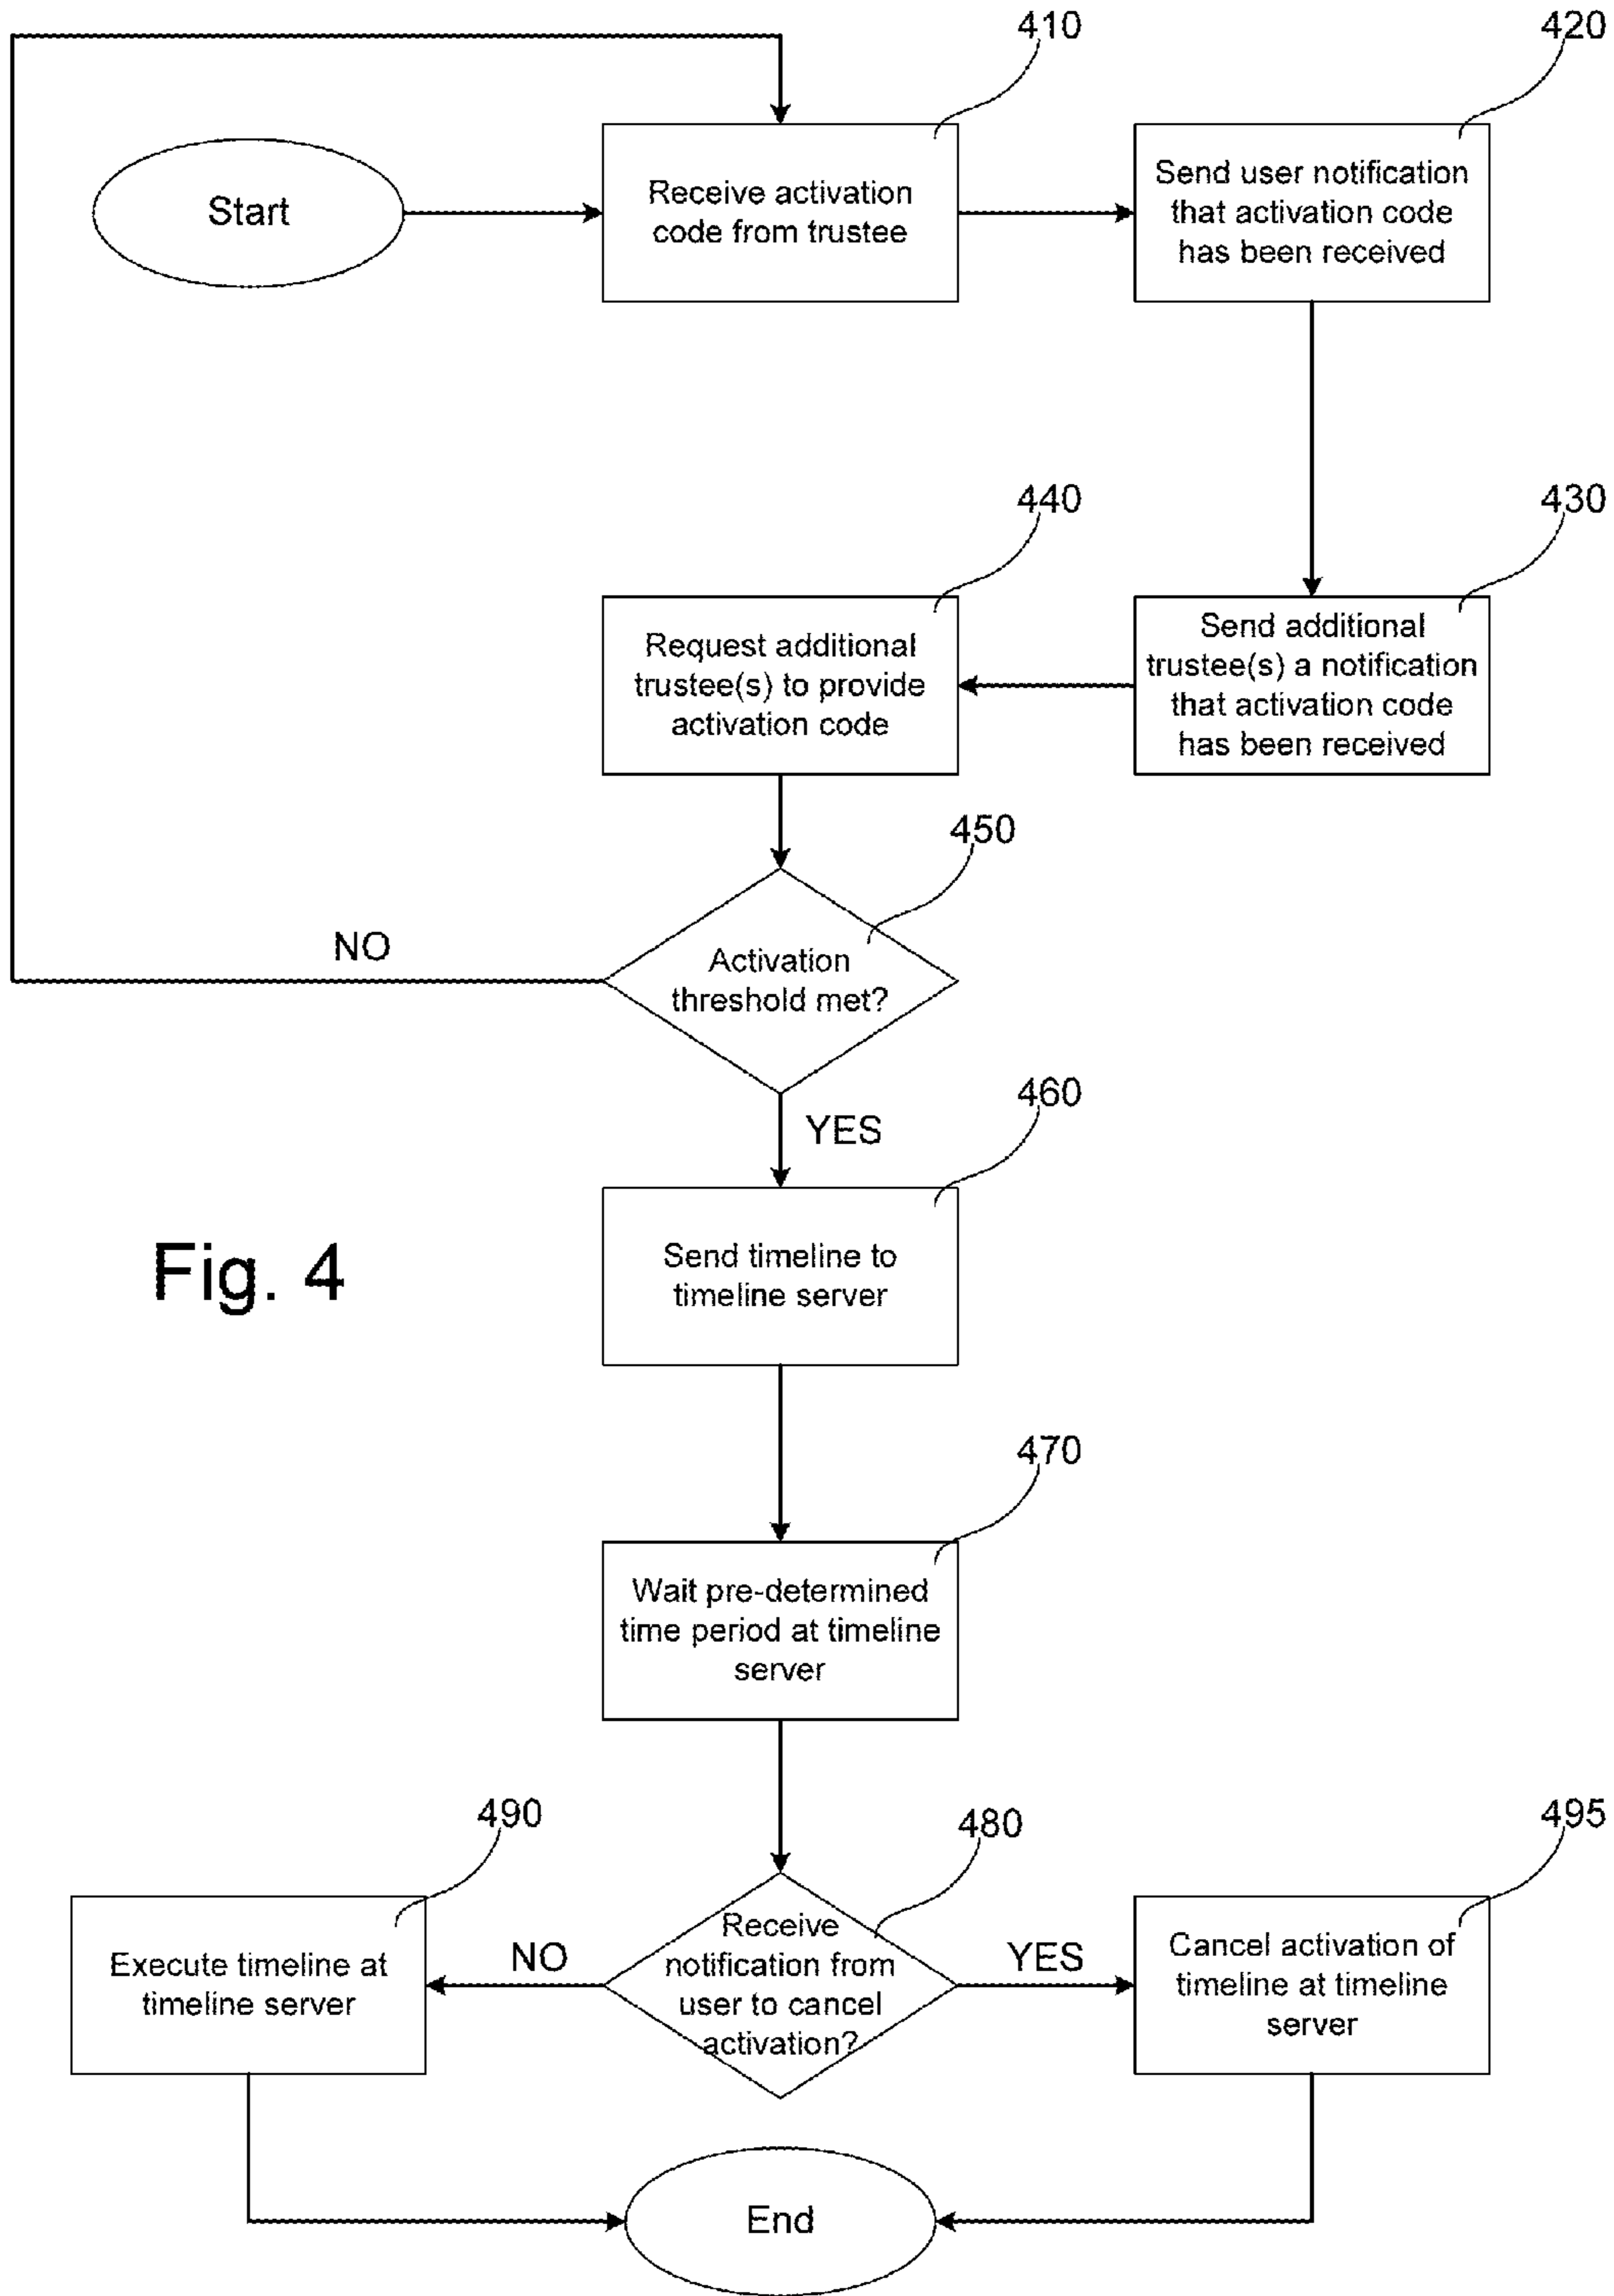 410
420
Start
Receive activation
code from trustee
Send user notification
that activation code
has been received
440
430
Request additional
trustee(s) to provide
activation code
Send additional
trustee(s) a notification
that activation code
has been received
450
NO
Activation
threshold met?
460
YES
Fig. 4
Send timeline to
timeline server
470
Wait pre-determined
time period at timeline
server
490
480
495
Execute timeline at
timeline server
NO
Receive
notification from
user to cancel
activation?
YES
Cancel activation of
timeline at timeline
server
End